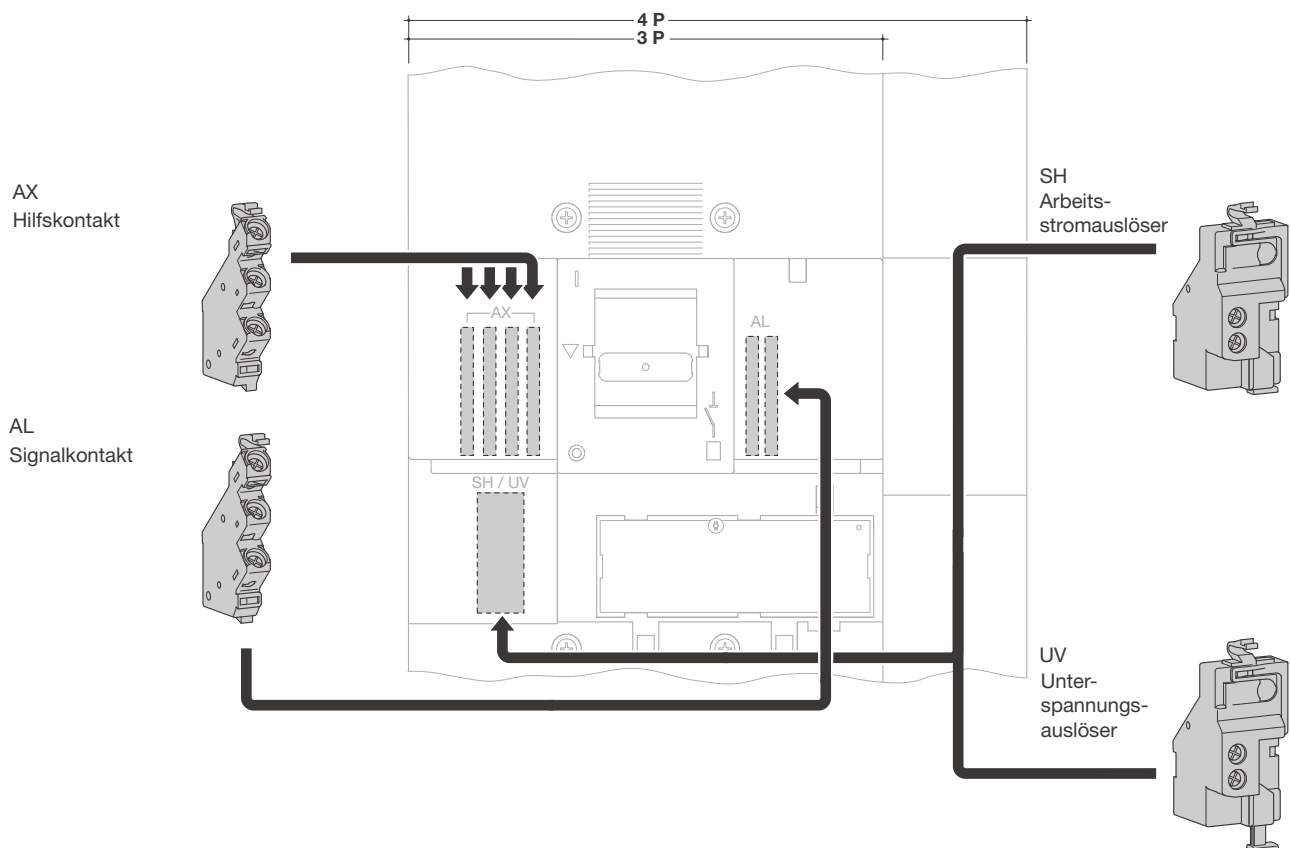 4 P
3 P
AX
Hilfskontakt
SH
Arbeits-
stromauslöser
AX
AL
AL
Signalkontakt
SH / UV
UV
Unter-
spannungs-
auslöser